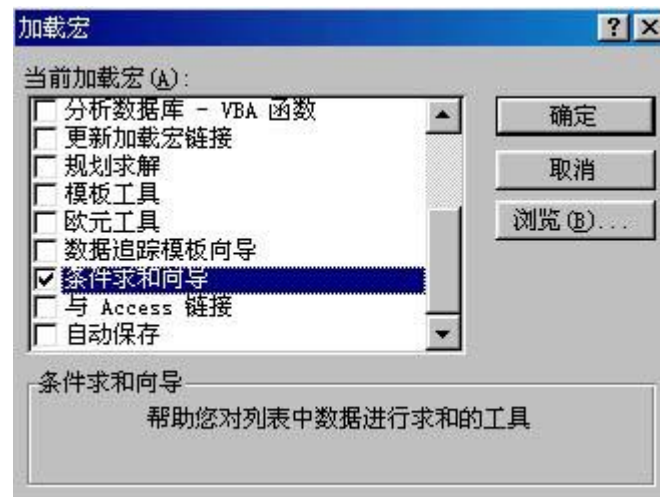 加载宏
当前加载宏(A):
分析数据库 - VBA 函数
更新加载宏链接
规划求解
模板工具
欧元工具
数据追踪模板向导
条件求和向导
与 Access 链接
自动保存
确定
取消
浏览(B)...
条件求和向导
帮助您对列表中数据进行求和的工具